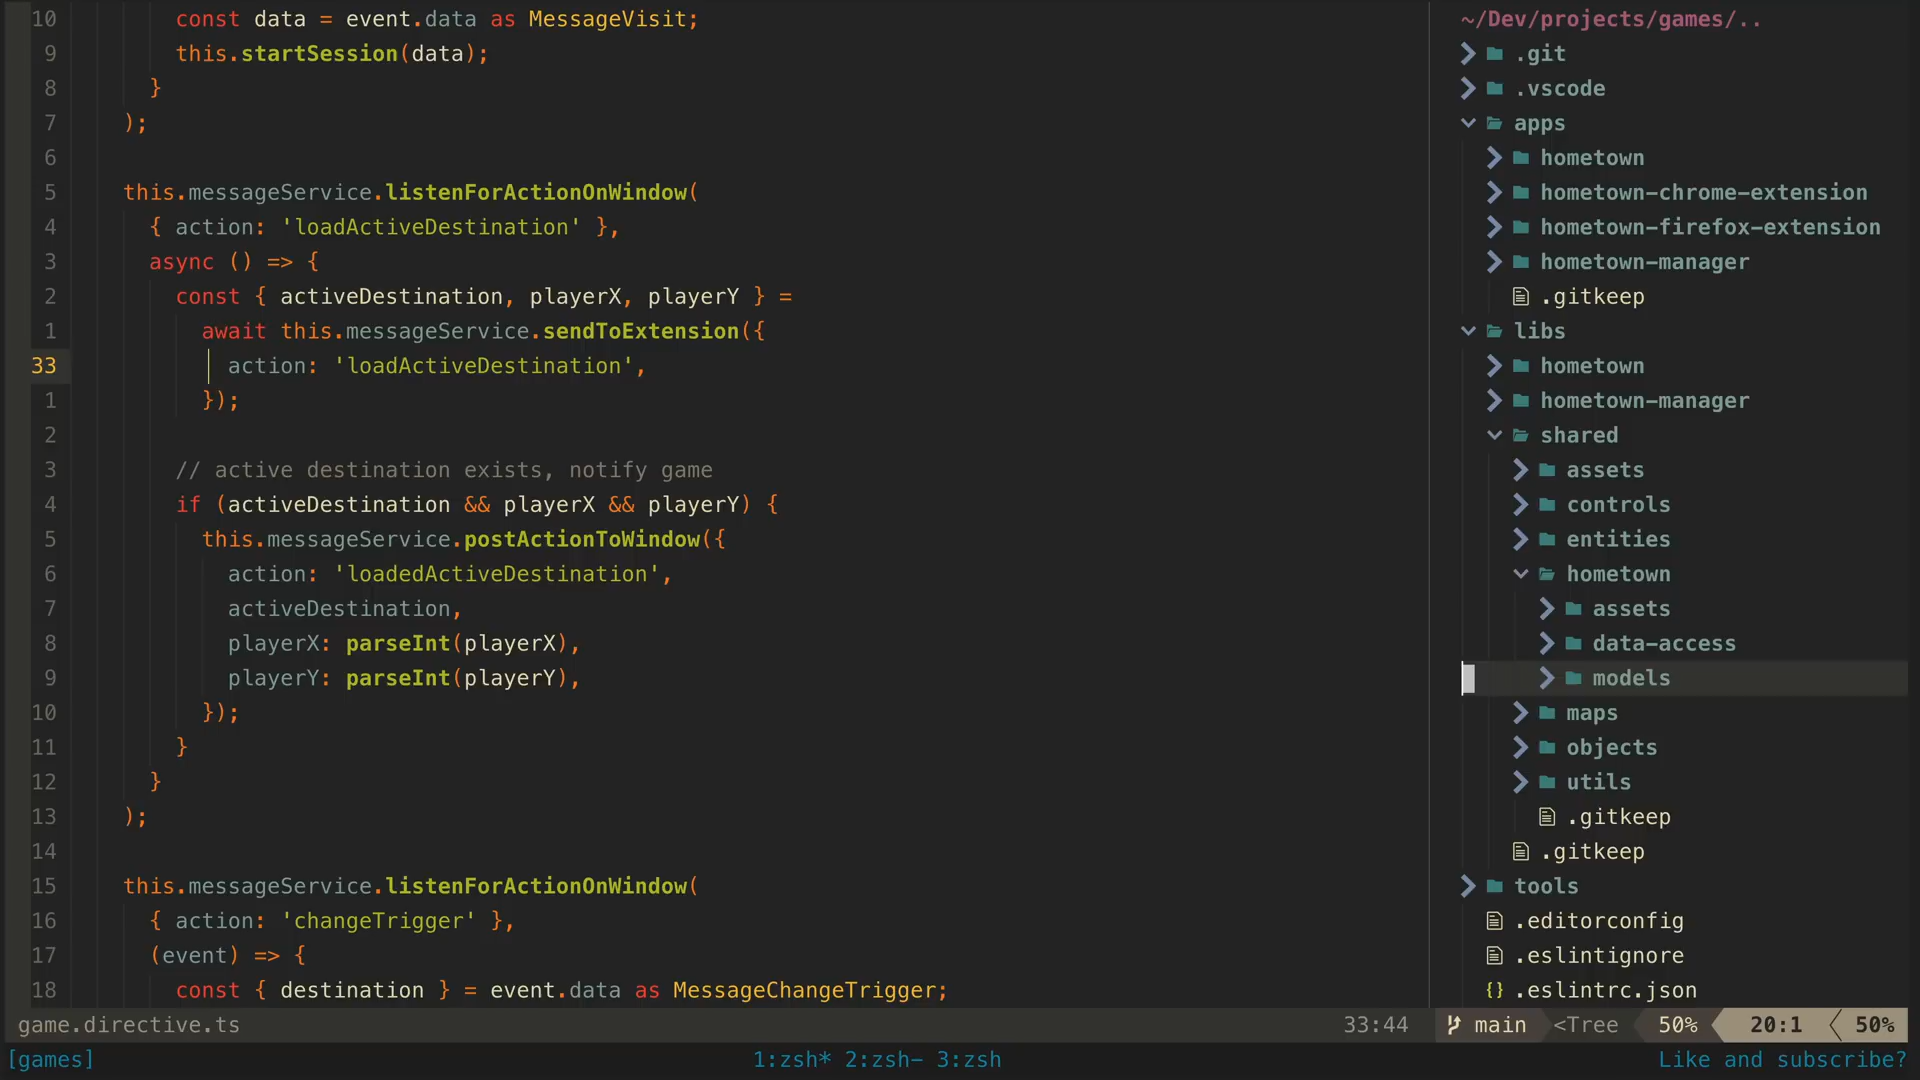 10 const data = event.data as MessageVisit;
9 this.startSession(data);
8 }
7 );
6
5 this.messageService.listenForActionOnWindow(
4 { action: 'loadActiveDestination' },
3 async () => {
2 const { activeDestination, playerX, playerY } =
1 await this.messageService.sendToExtension({
33 action: 'loadActiveDestination',
1 });
2
3 // active destination exists, notify game
4 if (activeDestination && playerX && playerY) {
5 this.messageService.postActionToWindow({
6 action: 'loadedActiveDestination',
7 activeDestination,
8 playerX: parseInt(playerX),
9 playerY: parseInt(playerY),
10 });
11 }
12 }
13 );
14
15 this.messageService.listenForActionOnWindow(
16 { action: 'changeTrigger' },
17 (event) => {
18 const { destination } = event.data as MessageChangeTrigger;
~/Dev/projects/games/..
.git
.vscode
apps
hometown
hometown-chrome-extension
hometown-firefox-extension
hometown-manager
.gitkeep
libs
hometown
hometown-manager
shared
assets
controls
entities
hometown
assets
data-access
models
maps
objects
utils
.gitkeep
.gitkeep
tools
.editorconfig
.eslintignore
{} .eslintrc.json
game.directive.ts 33:44 main <Tree 50% 20:1 50%
[games] 1:zsh* 2:zsh- 3:zsh Like and subscribe?